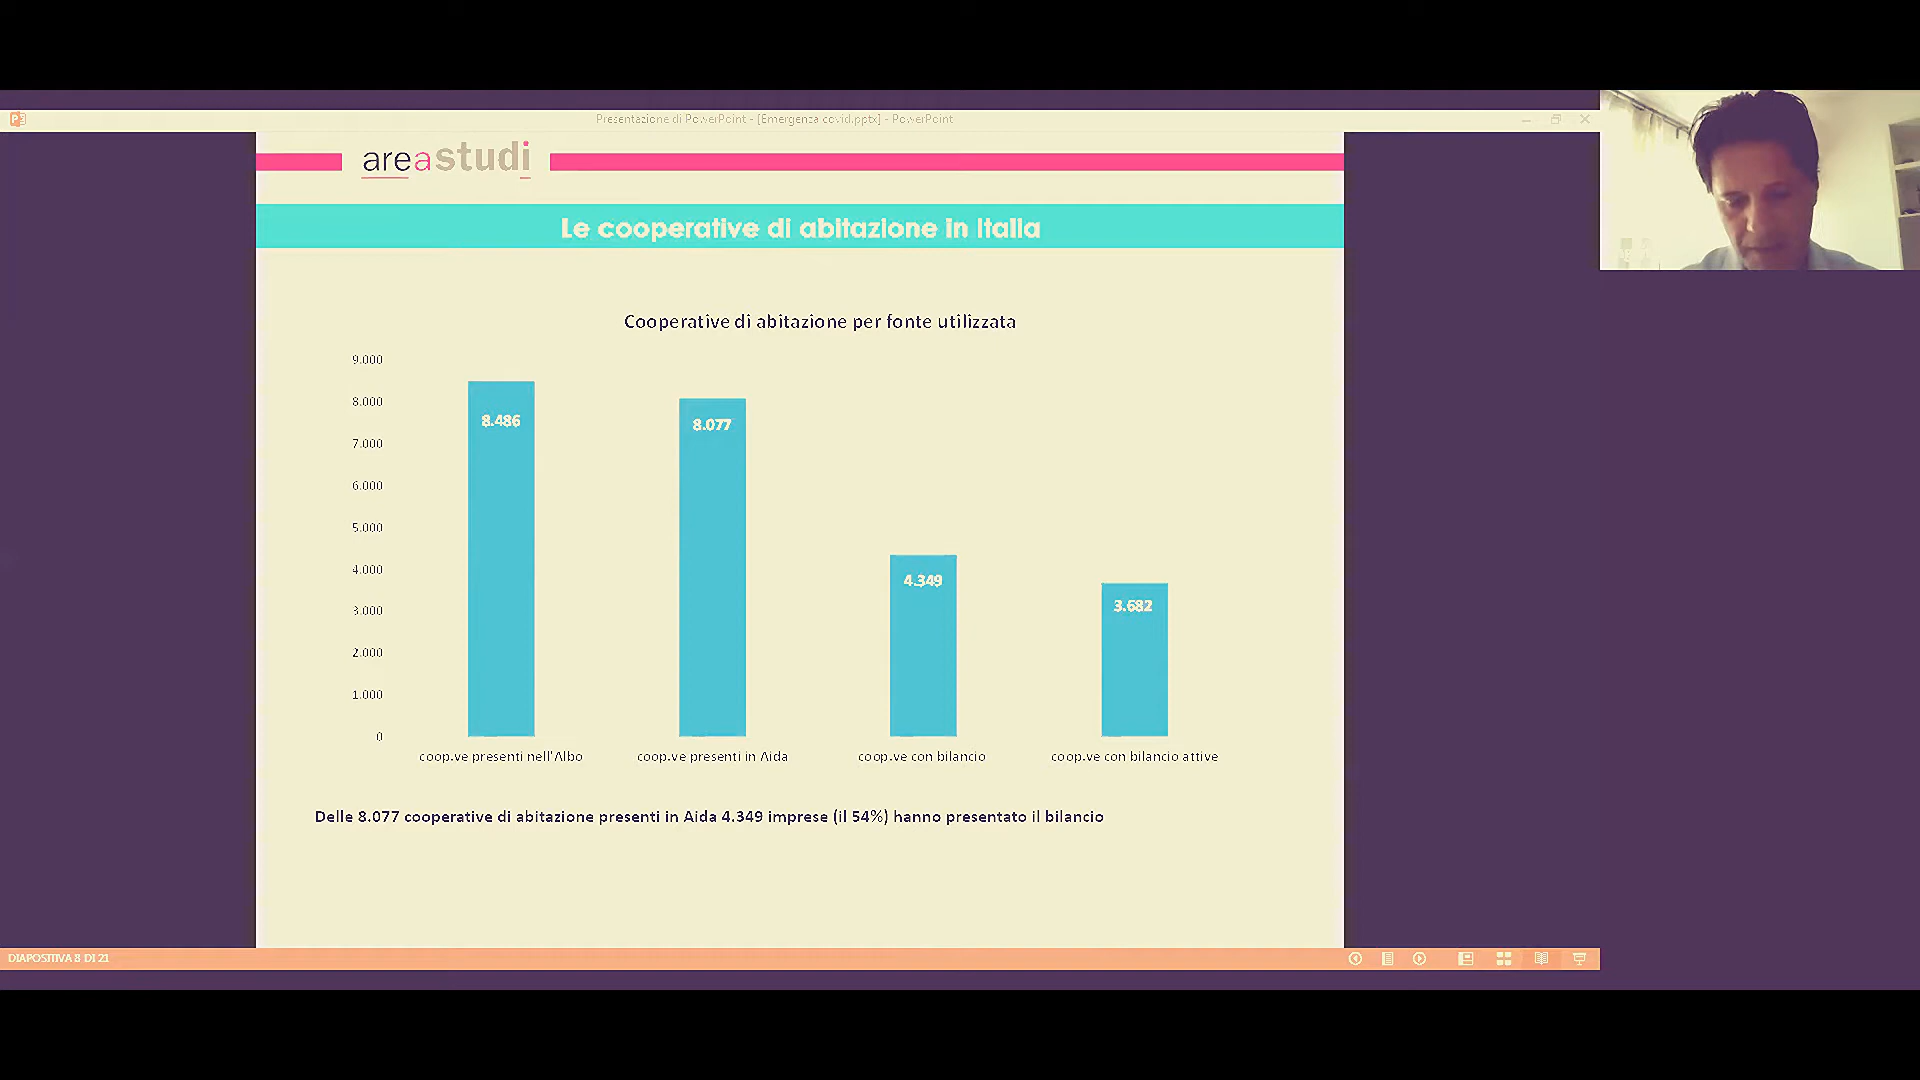 Presentazione di PowerPoint - [Emergenza covid.pptx] - PowerPoint
areastudi
Le cooperative di abitazione in Italia
Cooperative di abitazione per fonte utilizzata
9.000
8.000
7.000
6.000
5.000
4.000
3.000
2.000
1.000
0
8.486
8.077
4.349
3.682
coop.ve presenti nell'Albo
coop.ve presenti in Aida
coop.ve con bilancio
coop.ve con bilancio attive
Delle 8.077 cooperative di abitazione presenti in Aida 4.349 imprese (il 54%) hanno presentato il bilancio
DIAPOSITIVA 8 DI 21